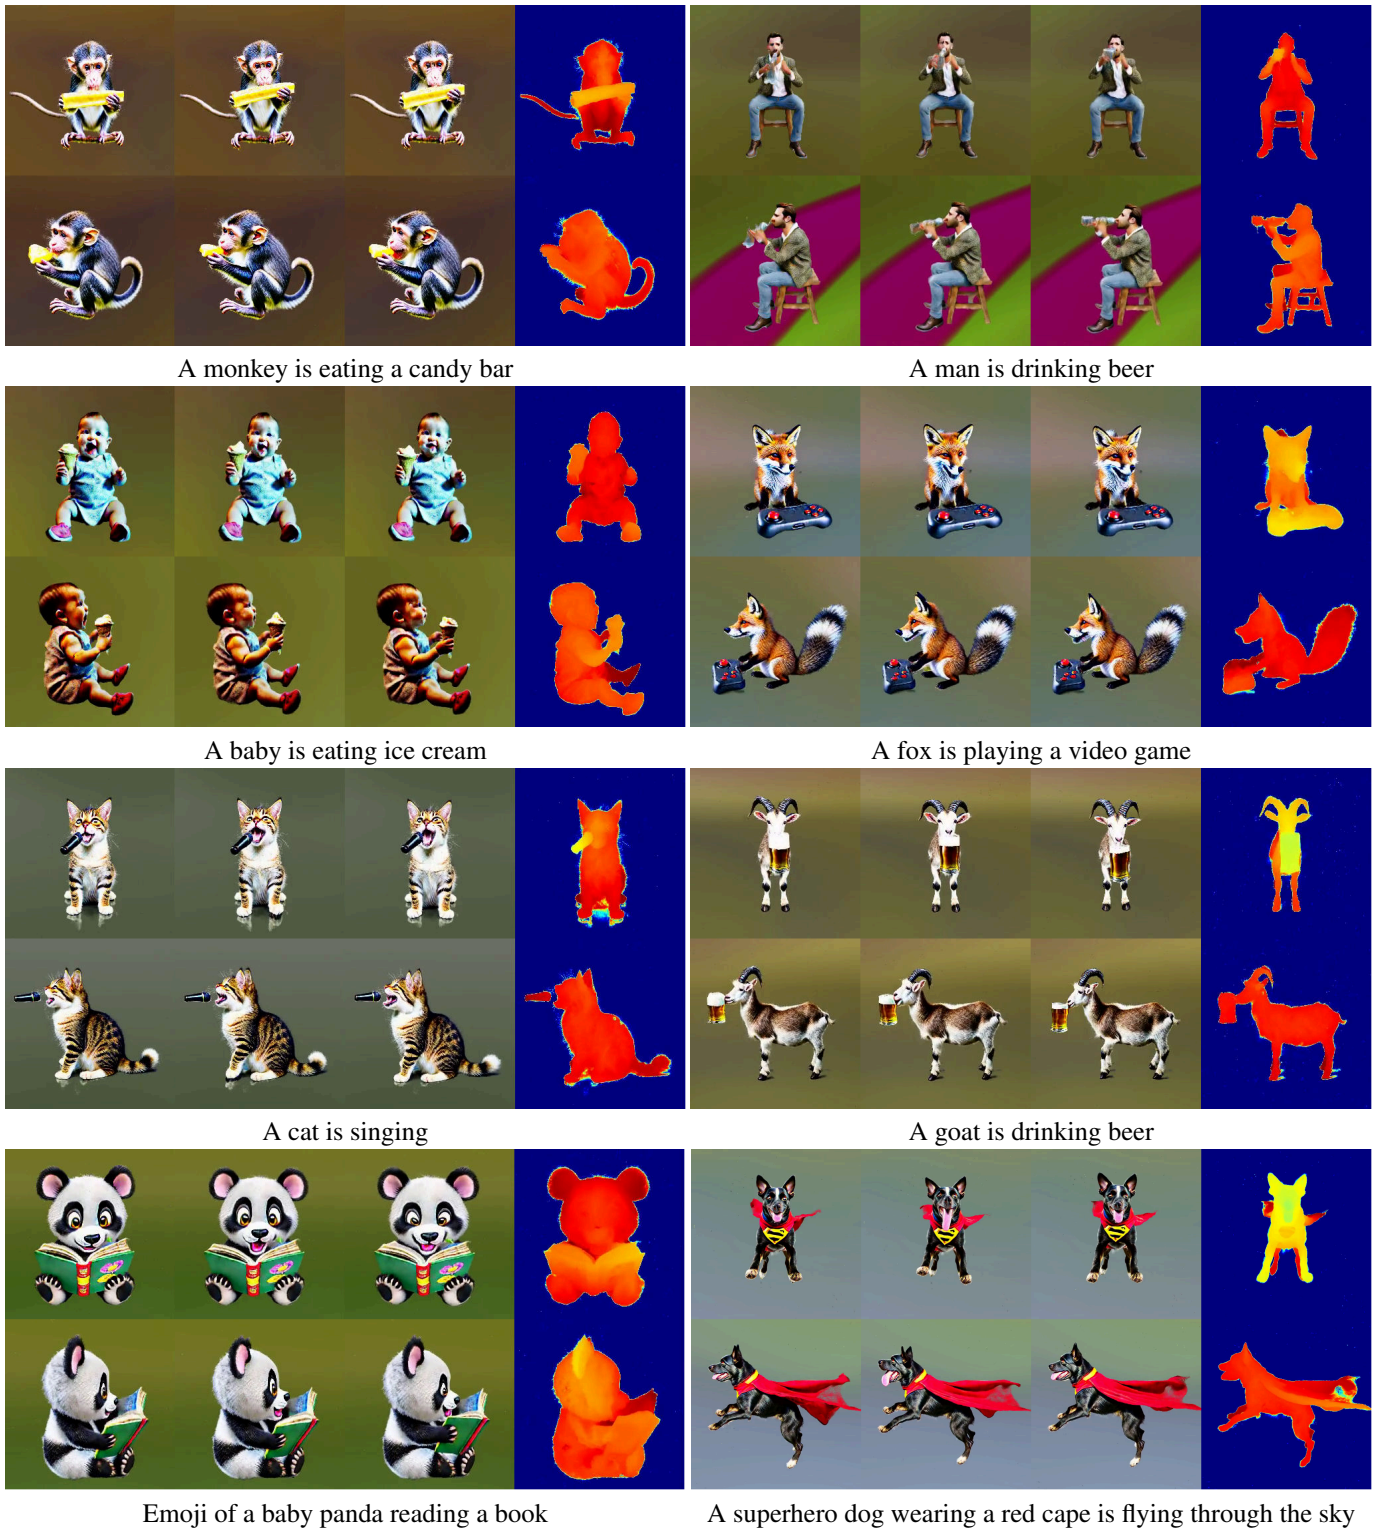 A monkey is eating a candy bar
A man is drinking beer
A baby is eating ice cream
A fox is playing a video game
A cat is singing
A goat is drinking beer
Emoji of a baby panda reading a book
A superhero dog wearing a red cape is flying through the sky